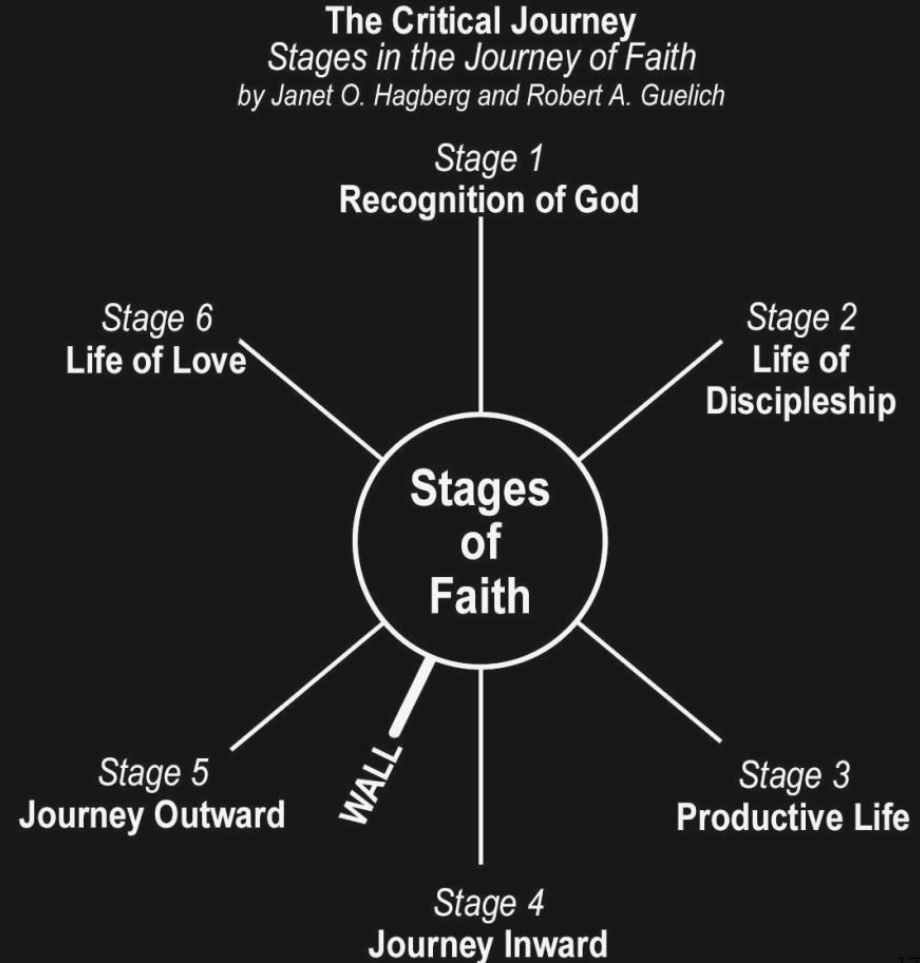 The Critical Journey
Stages in the Journey of Faith
by Janet O. Hagberg and Robert A. Guelich
Stage 1
Recognition of God
Stage 2
Life of
Discipleship
Stage 3
Productive Life
Stage 4
Journey Inward
WALL
Stage 5
Journey Outward
Stage 6
Life of Love
Stages
of
Faith